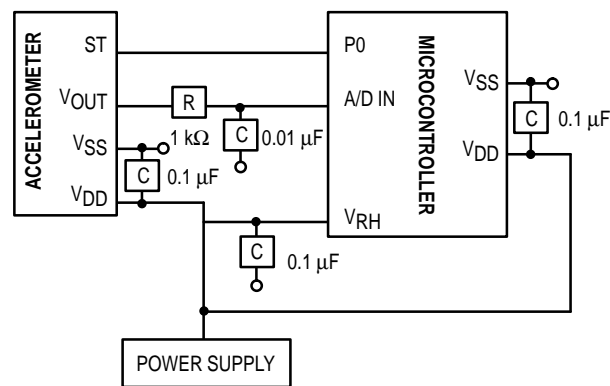 ACCELEROMETER
ST
VOUT
VSS
VDD
R
1 kΩ
C
0.01 µF
C
0.1 µF
C
0.1 µF
P0
A/D IN
VRH
MICROCONTROLLER
VSS
VDD
C
0.1 µF
POWER SUPPLY